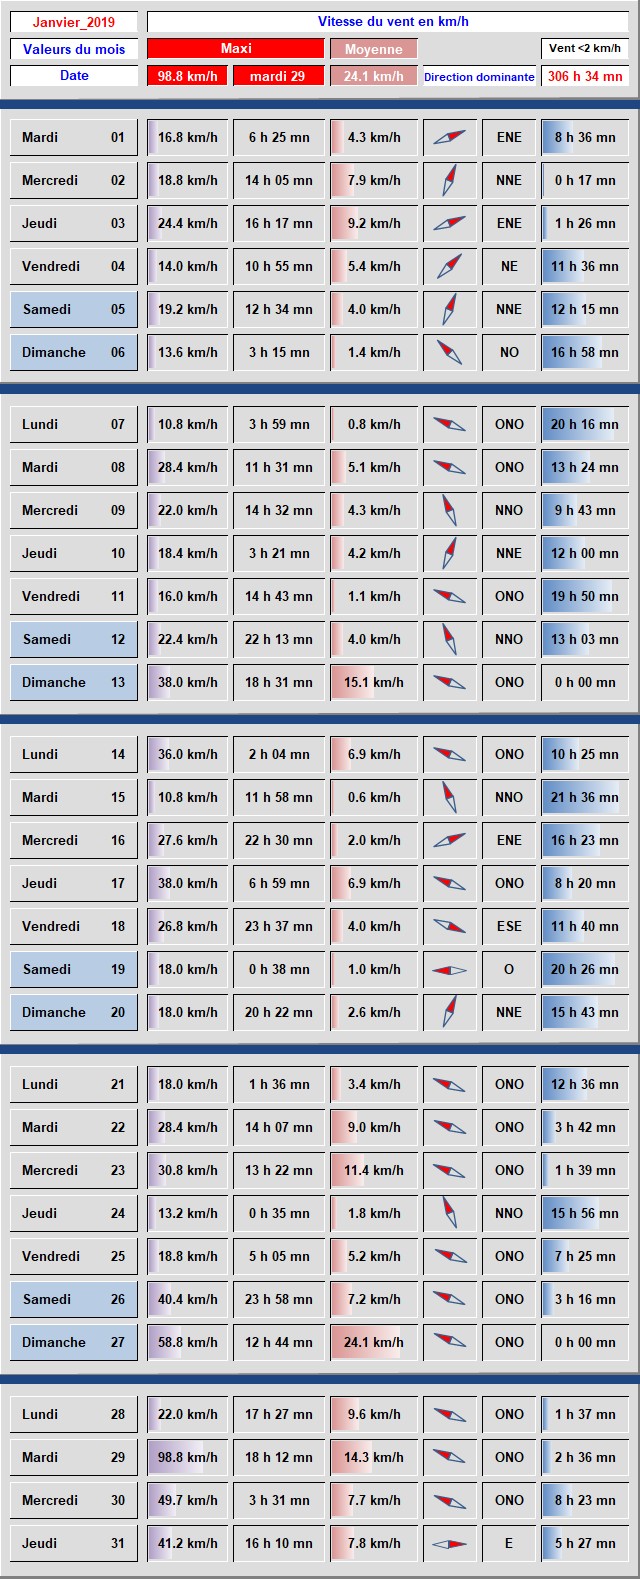 Janvier_2019 Vitesse du vent en km/h
Valeurs du mois Maxi Moyenne Vent <2 km/h
Date 98.8 km/h mardi 29 24.1 km/h Direction dominante 306 h 34 mn
Mardi 01 16.8 km/h 6 h 25 mn 4.3 km/h ENE 8 h 36 mn
Mercredi 02 18.8 km/h 14 h 05 mn 7.9 km/h NNE 0 h 17 mn
Jeudi 03 24.4 km/h 16 h 17 mn 9.2 km/h ENE 1 h 26 mn
Vendredi 04 14.0 km/h 10 h 55 mn 5.4 km/h NE 11 h 36 mn
Samedi 05 19.2 km/h 12 h 34 mn 4.0 km/h NNE 12 h 15 mn
Dimanche 06 13.6 km/h 3 h 15 mn 1.4 km/h NO 16 h 58 mn
Lundi 07 10.8 km/h 3 h 59 mn 0.8 km/h ONO 20 h 16 mn
Mardi 08 28.4 km/h 11 h 31 mn 5.1 km/h ONO 13 h 24 mn
Mercredi 09 22.0 km/h 14 h 32 mn 4.3 km/h NNO 9 h 43 mn
Jeudi 10 18.4 km/h 3 h 21 mn 4.2 km/h NNE 12 h 00 mn
Vendredi 11 16.0 km/h 14 h 43 mn 1.1 km/h ONO 19 h 50 mn
Samedi 12 22.4 km/h 22 h 13 mn 4.0 km/h NNO 13 h 03 mn
Dimanche 13 38.0 km/h 18 h 31 mn 15.1 km/h ONO 0 h 00 mn
Lundi 14 36.0 km/h 2 h 04 mn 6.9 km/h ONO 10 h 25 mn
Mardi 15 10.8 km/h 11 h 58 mn 0.6 km/h NNO 21 h 36 mn
Mercredi 16 27.6 km/h 22 h 30 mn 2.0 km/h ENE 16 h 23 mn
Jeudi 17 38.0 km/h 6 h 59 mn 6.9 km/h ONO 8 h 20 mn
Vendredi 18 26.8 km/h 23 h 37 mn 4.0 km/h ESE 11 h 40 mn
Samedi 19 18.0 km/h 0 h 38 mn 1.0 km/h O 20 h 26 mn
Dimanche 20 18.0 km/h 20 h 22 mn 2.6 km/h NNE 15 h 43 mn
Lundi 21 18.0 km/h 1 h 36 mn 3.4 km/h ONO 12 h 36 mn
Mardi 22 28.4 km/h 14 h 07 mn 9.0 km/h ONO 3 h 42 mn
Mercredi 23 30.8 km/h 13 h 22 mn 11.4 km/h ONO 1 h 39 mn
Jeudi 24 13.2 km/h 0 h 35 mn 1.8 km/h NNO 15 h 56 mn
Vendredi 25 18.8 km/h 5 h 05 mn 5.2 km/h ONO 7 h 25 mn
Samedi 26 40.4 km/h 23 h 58 mn 7.2 km/h ONO 3 h 16 mn
Dimanche 27 58.8 km/h 12 h 44 mn 24.1 km/h ONO 0 h 00 mn
Lundi 28 22.0 km/h 17 h 27 mn 9.6 km/h ONO 1 h 37 mn
Mardi 29 98.8 km/h 18 h 12 mn 14.3 km/h ONO 2 h 36 mn
Mercredi 30 49.7 km/h 3 h 31 mn 7.7 km/h ONO 8 h 23 mn
Jeudi 31 41.2 km/h 16 h 10 mn 7.8 km/h E 5 h 27 mn